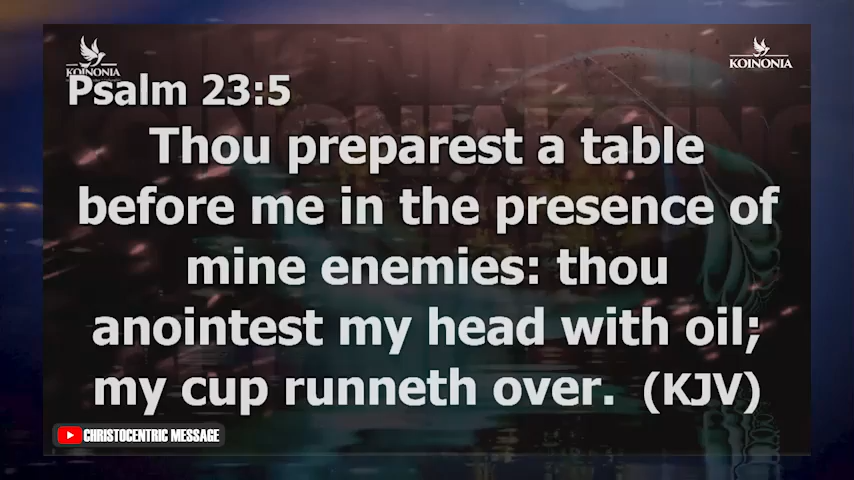 KOINONIA
KOINONIA
Psalm 23:5
Thou preparest a table
before me in the presence of
mine enemies: thou
anointest my head with oil;
my cup runneth over. (KJV)
CHRISTOCENTRIC MESSAGE